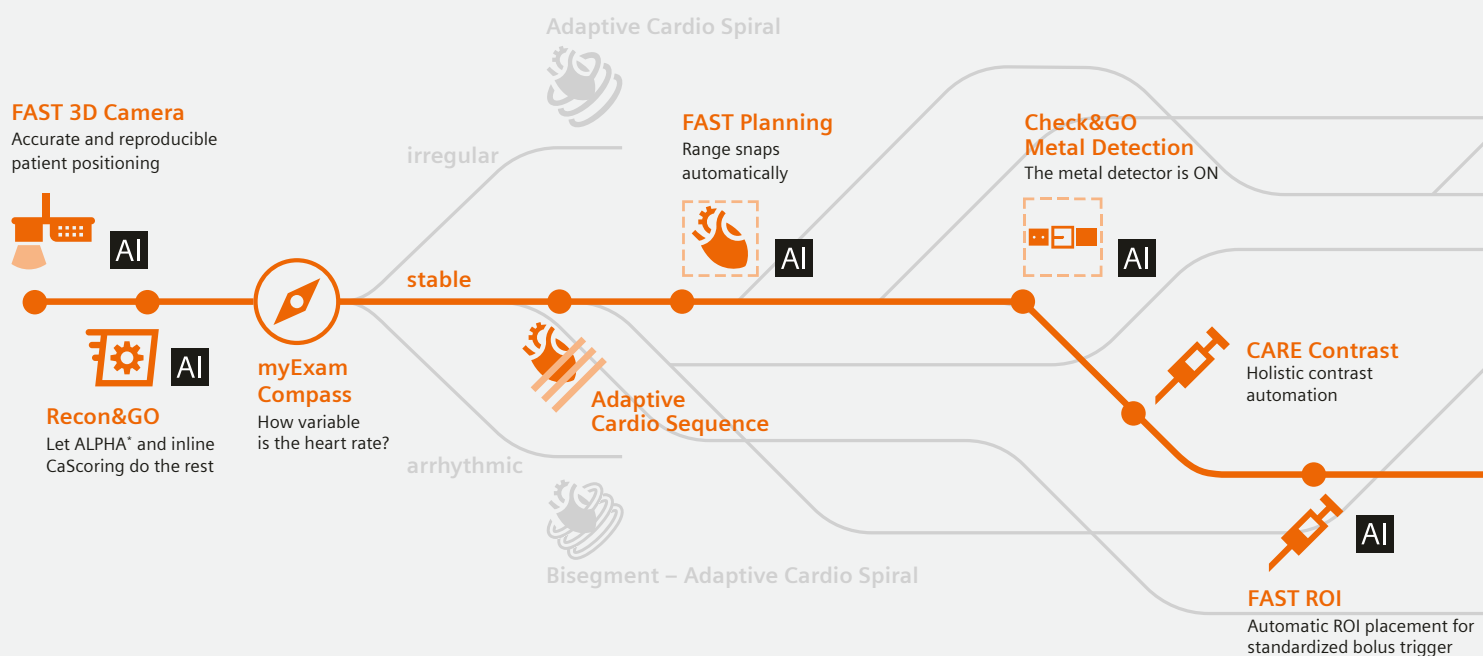 Adaptive Cardio Spiral
FAST 3D Camera
Accurate and reproducible
patient positioning
AI
Recon&GO
Let ALPHA* and inline
CaScoring do the rest
AI
myExam
Compass
How variable
is the heart rate?
irregular
stable
arrhythmic
Adaptive
Cardio Sequence
Bisegment – Adaptive Cardio Spiral
FAST Planning
Range snaps
automatically
AI
Check&GO
Metal Detection
The metal detector is ON
AI
CARE Contrast
Holistic contrast
automation
AI
FAST ROI
Automatic ROI placement for
standardized bolus trigger